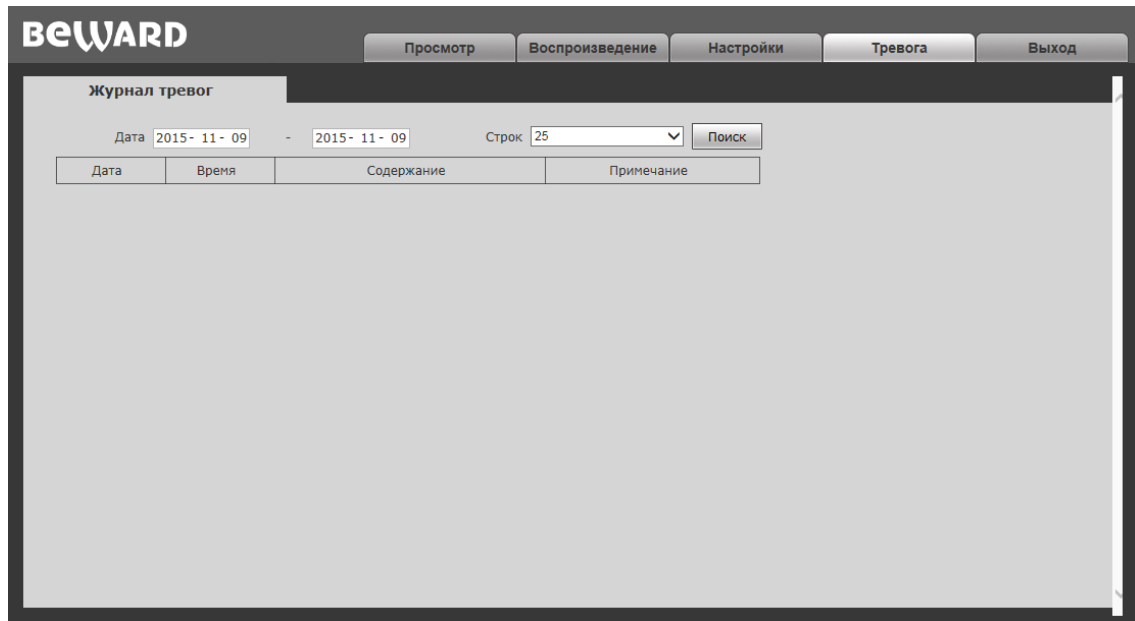 BEWARD
Просмотр Воспроизведение Настройки Тревога Выход
Журнал тревог
Дата 2015- 11- 09 - 2015- 11- 09 Строк 25 Поиск
Дата Время Содержание Примечание